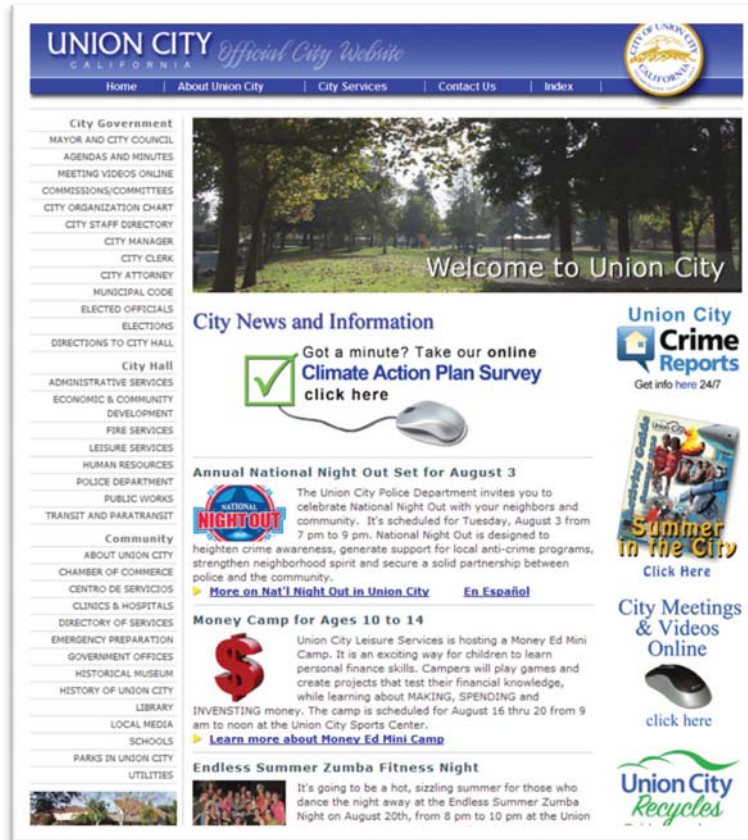 UNION CITY Official City Website
CALIFORNIA
CITY OF UNION CITY
CALIFORNIA
Home | About Union City | City Services | Contact Us | Index |
City Government
MAYOR AND CITY COUNCIL
AGENDAS AND MINUTES
MEETING VIDEOS ONLINE
COMMISSIONS/COMMITTEES
CITY ORGANIZATION CHART
CITY STAFF DIRECTORY
CITY MANAGER
CITY CLERK
CITY ATTORNEY
MUNICIPAL CODE
ELECTED OFFICIALS
ELECTIONS
DIRECTIONS TO CITY HALL
City Hall
ADMINISTRATIVE SERVICES
ECONOMIC & COMMUNITY
DEVELOPMENT
FIRE SERVICES
LEISURE SERVICES
HUMAN RESOURCES
POLICE DEPARTMENT
PUBLIC WORKS
TRANSIT AND PARATRANSIT
Community
ABOUT UNION CITY
CHAMBER OF COMMERCE
CENTRO DE SERVICIOS
CLINICS & HOSPITALS
DIRECTORY OF SERVICES
EMERGENCY PREPARATION
GOVERNMENT OFFICES
HISTORICAL MUSEUM
HISTORY OF UNION CITY
LIBRARY
LOCAL MEDIA
SCHOOLS
PARKS IN UNION CITY
UTILITIES
Welcome to Union City
City News and Information
Got a minute? Take our online
Climate Action Plan Survey
click here
Annual National Night Out Set for August 3
NATIONAL
NIGHT OUT
The Union City Police Department invites you to
celebrate National Night Out with your neighbors and
community. It's scheduled for Tuesday, August 3 from
7 pm to 9 pm. National Night Out is designed to
heighten crime awareness, generate support for local anti-crime programs,
strengthen neighborhood spirit and secure a solid partnership between
police and the community.
More on Nat'l Night Out in Union City En Español
Money Camp for Ages 10 to 14
$
Union City Leisure Services is hosting a Money Ed Mini
Camp. It is an exciting way for children to learn
personal finance skills. Campers will play games and
create projects that test their financial knowledge,
while learning about MAKING, SPENDING and
INVENSTING money. The camp is scheduled for August 16 thru 20 from 9
am to noon at the Union City Sports Center.
Learn more about Money Ed Mini Camp
Endless Summer Zumba Fitness Night
It's going to be a hot, sizzling summer for those who
dance the night away at the Endless Summer Zumba
Night on August 20th, from 8 pm to 10 pm at the Union
Union City
Crime
Reports
Get info here 24/7
Union City
Activity Guide
Summer
in the City
Click Here
City Meetings
& Videos
Online
click here
Union City
Recycles